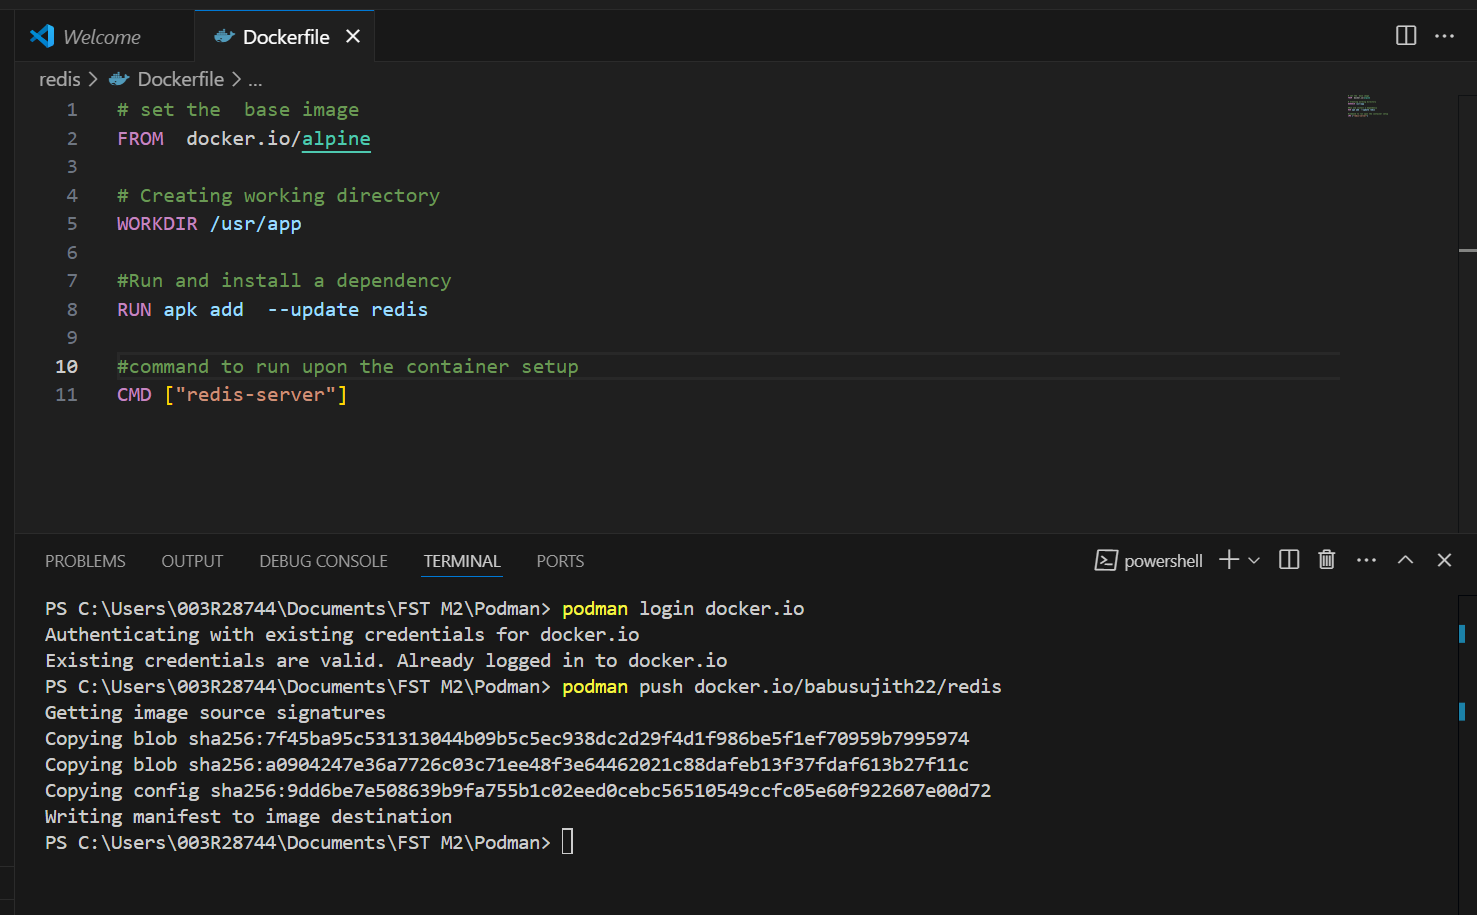 Welcome
Dockerfile
redis > Dockerfile > ...
1 # set the  base image
2 FROM  docker.io/alpine
3
4 # Creating working directory
5 WORKDIR /usr/app
6
7 #Run and install a dependency
8 RUN apk add  --update redis
9
10 #command to run upon the container setup
11 CMD ["redis-server"]
PROBLEMS OUTPUT DEBUG CONSOLE TERMINAL PORTS powershell
PS C:\Users\003R28744\Documents\FST M2\Podman> podman login docker.io
Authenticating with existing credentials for docker.io
Existing credentials are valid. Already logged in to docker.io
PS C:\Users\003R28744\Documents\FST M2\Podman> podman push docker.io/babusujith22/redis
Getting image source signatures
Copying blob sha256:7f45ba95c531313044b09b5c5ec938dc2d29f4d1f986be5f1ef70959b7995974
Copying blob sha256:a0904247e36a7726c03c71ee48f3e64462021c88dafeb13f37fdaf613b27f11c
Copying config sha256:9dd6be7e508639b9fa755b1c02eed0cebc56510549ccfc05e60f922607e00d72
Writing manifest to image destination
PS C:\Users\003R28744\Documents\FST M2\Podman>